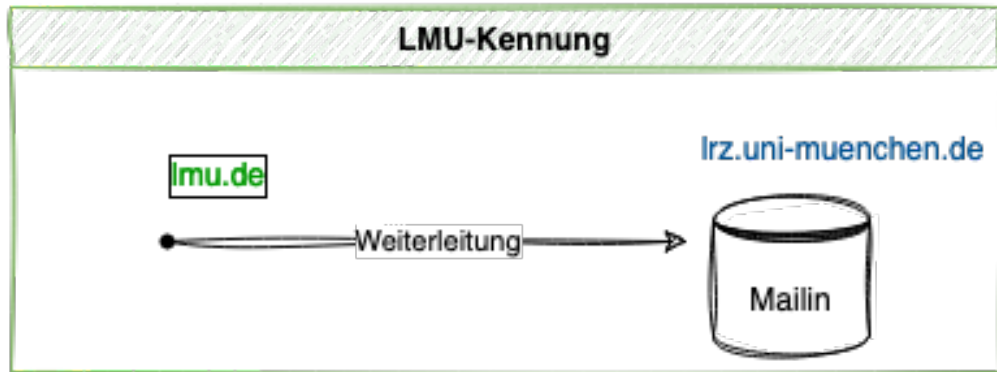 LMU-Kennung
lrz.uni-muenchen.de
lmu.de
Weiterleitung
Mailin